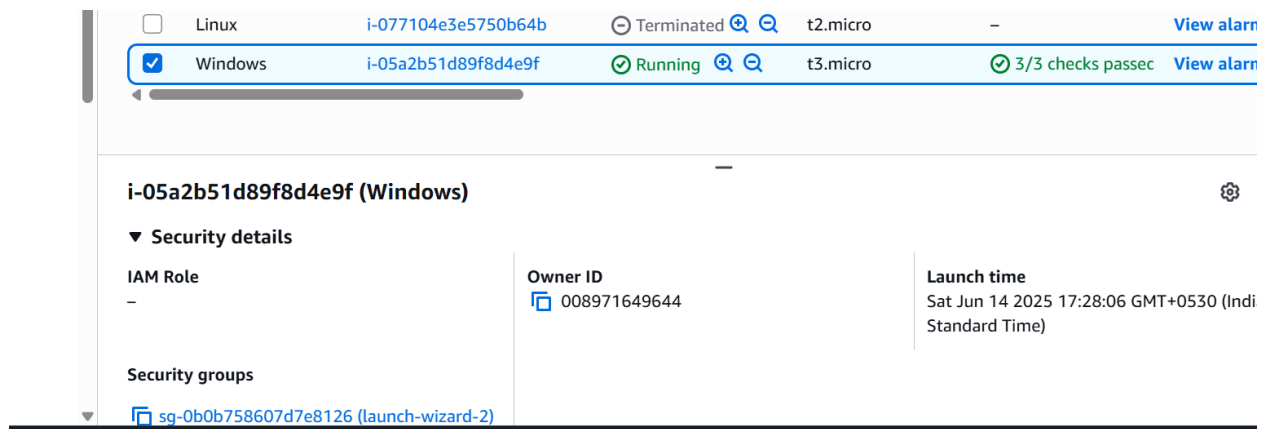 Linux i-077104e3e5750b64b Terminated t2.micro – View alarm
Windows i-05a2b51d89f8d4e9f Running t3.micro 3/3 checks passec View alarm
i-05a2b51d89f8d4e9f (Windows)
Security details
IAM Role Owner ID Launch time
– 008971649644 Sat Jun 14 2025 17:28:06 GMT+0530 (Indi
Standard Time)
Security groups
sg-0b0b758607d7e8126 (launch-wizard-2)